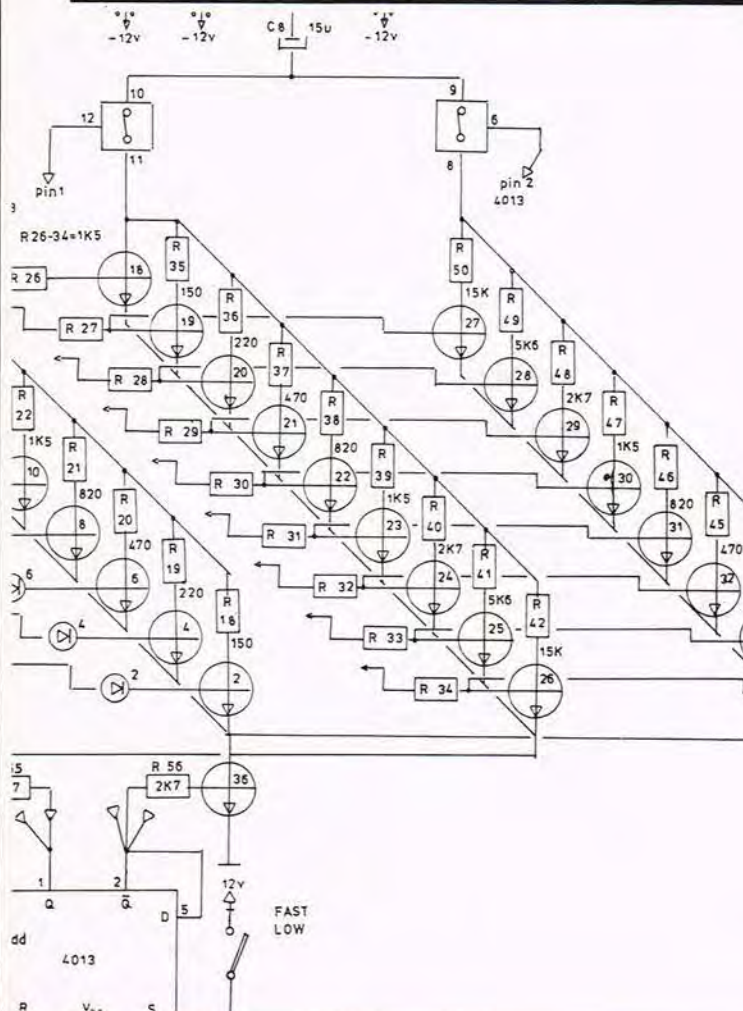 -12v -12v C8 15u -12v
10 9
12 6
11 8
pin1 pin 2
4013
R26-34=1K5
R 26 18 R 35 R 50
150 15K
R 27 19 R 36 27 R 49
220 5K6
R 28 20 R 37 28 R 48
R 22 470 2K7
R 29 21 R 38 29 R 47
1K5 R 21 820 1K5
10 R 30 22 R 39 30 R 46
820 R 20 1K5 820
8 R 31 23 R 40 31 R 45
470 R 19 2K7 470
6 6 R 32 24 R 41 32
220 R 18 5K6 R 42
4 4 R 33 25
150 15K
2 2 R 34 26
R 56
2K7 36
1 2
Q Q̅
D 5
12v
FAST
LOW
dd
4013
R S